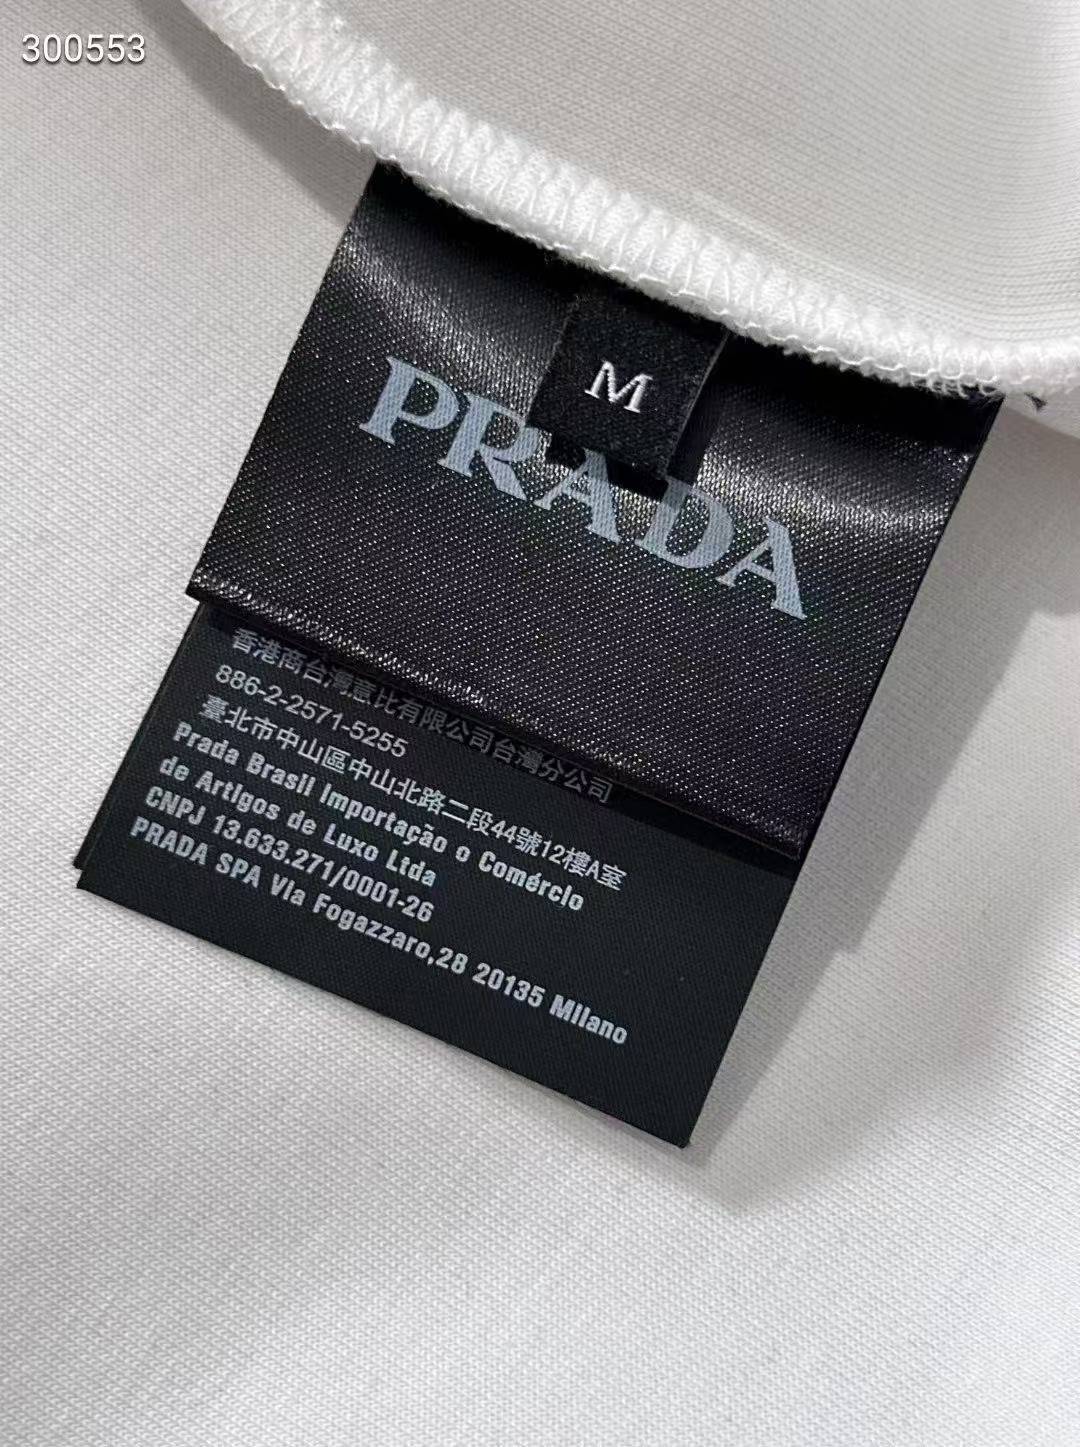 300553
M
PRADA
香港商台灣意比有限公司台灣分公司
886-2-2571-5255
臺北市中山區中山北路二段44號12樓A室
Prada Brasil Importação o Comércio
de Artigos de Luxo Ltda
CNPJ 13.633.271/0001-26
PRADA SPA Via Fogazzaro,28 20135 Milano